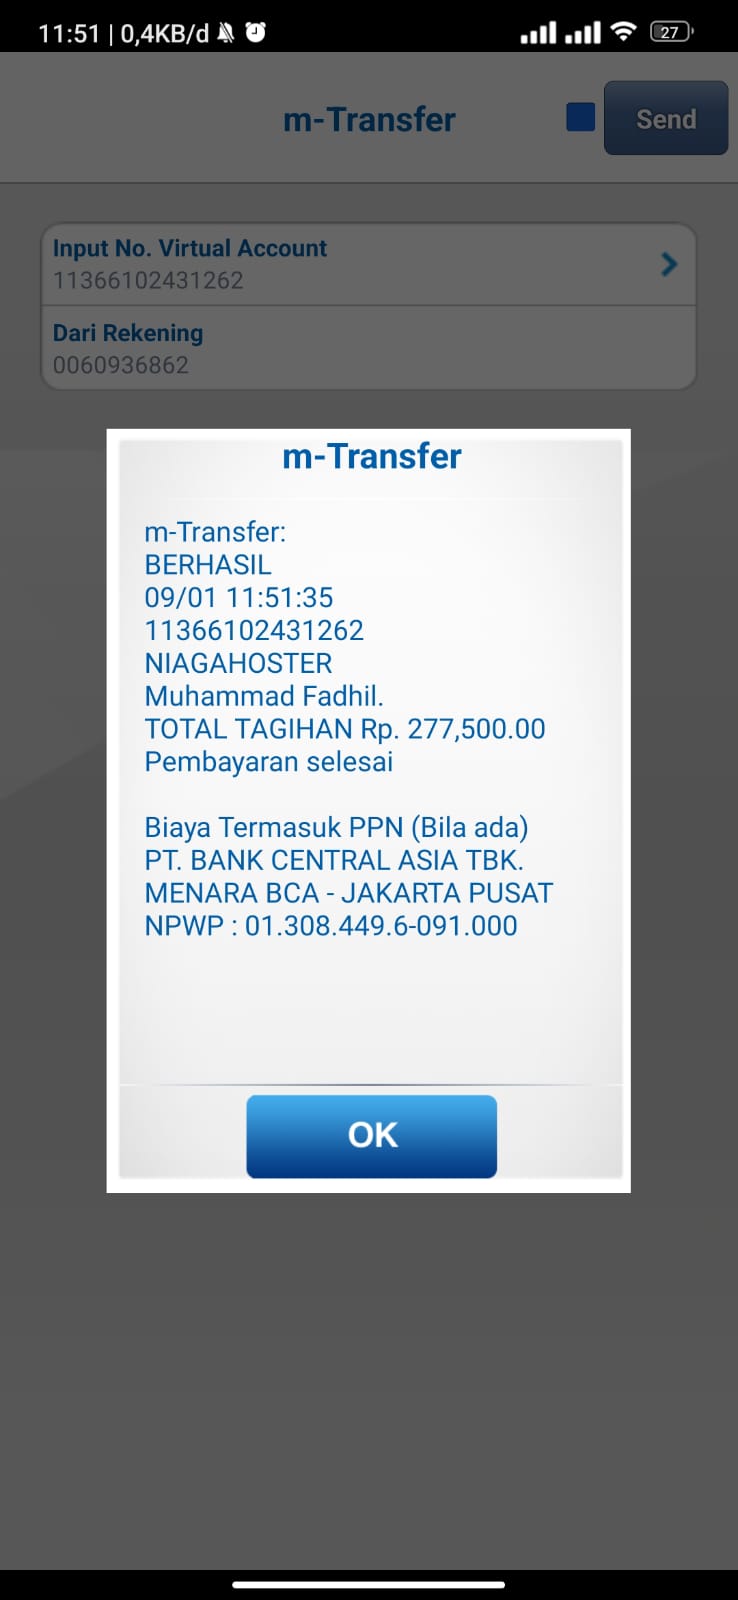 11:51 | 0,4KB/d
27
m-Transfer
Send
Input No. Virtual Account
11366102431262
Dari Rekening
0060936862
m-Transfer
m-Transfer:
BERHASIL
09/01 11:51:35
11366102431262
NIAGAHOSTER
Muhammad Fadhil.
TOTAL TAGIHAN Rp. 277,500.00
Pembayaran selesai
Biaya Termasuk PPN (Bila ada)
PT. BANK CENTRAL ASIA TBK.
MENARA BCA - JAKARTA PUSAT
NPWP : 01.308.449.6-091.000
OK